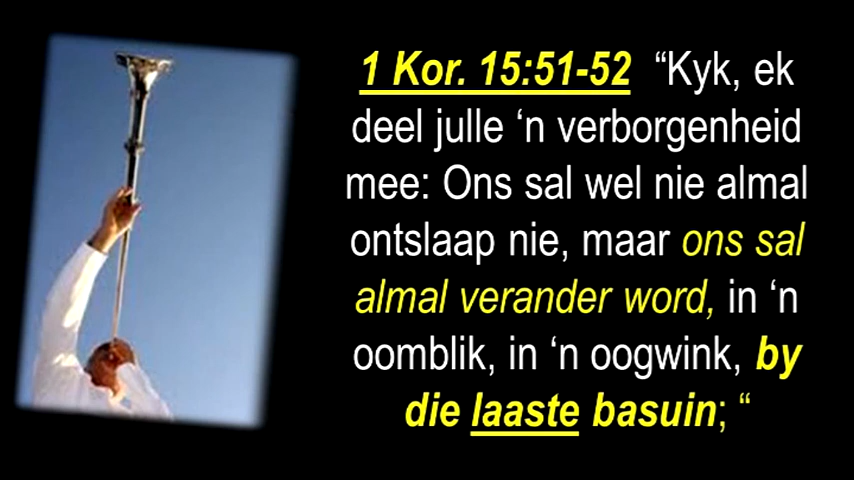 1 Kor. 15:51-52 “Kyk, ek
deel julle ‘n verborgenheid
mee: Ons sal wel nie almal
ontslaap nie, maar ons sal
almal verander word, in ‘n
oomblik, in ‘n oogwink, by
die laaste basuin; “